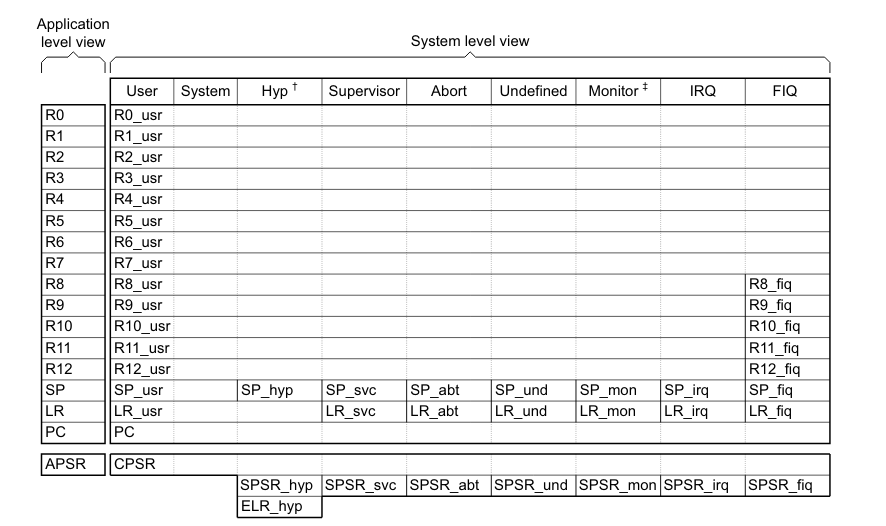 Application
level view
System level view
User System Hyp † Supervisor Abort Undefined Monitor ‡ IRQ FIQ
R0 R0_usr
R1 R1_usr
R2 R2_usr
R3 R3_usr
R4 R4_usr
R5 R5_usr
R6 R6_usr
R7 R7_usr
R8 R8_usr R8_fiq
R9 R9_usr R9_fiq
R10 R10_usr R10_fiq
R11 R11_usr R11_fiq
R12 R12_usr R12_fiq
SP SP_usr SP_hyp SP_svc SP_abt SP_und SP_mon SP_irq SP_fiq
LR LR_usr LR_svc LR_abt LR_und LR_mon LR_irq LR_fiq
PC PC
APSR CPSR
SPSR_hyp SPSR_svc SPSR_abt SPSR_und SPSR_mon SPSR_irq SPSR_fiq
ELR_hyp